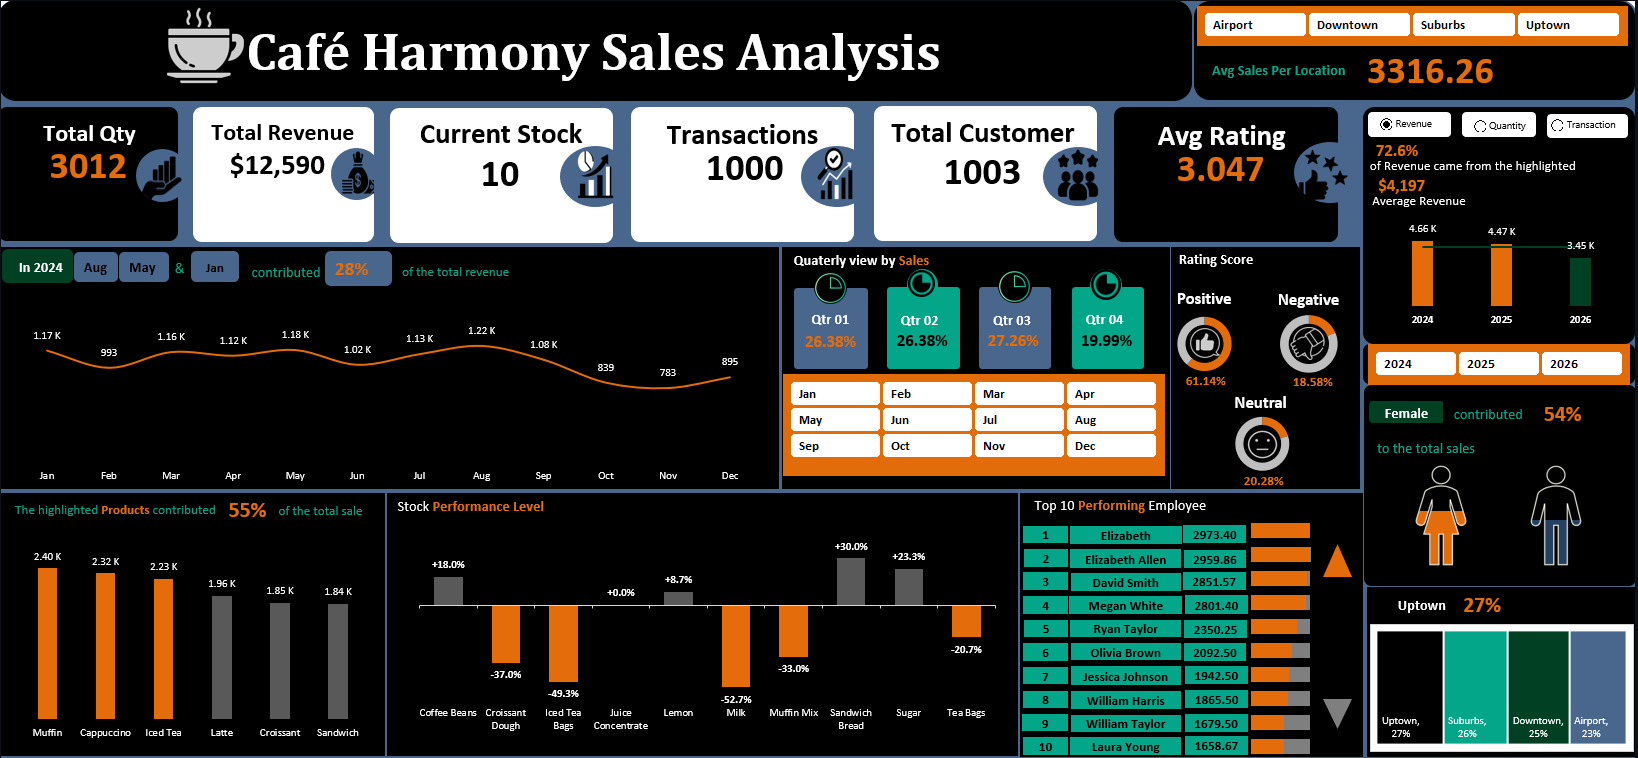 Café Harmony Sales Analysis
Airport Downtown Suburbs Uptown
Avg Sales Per Location 3316.26
Total Qty
3012
Total Revenue
$12,590
Current Stock
10
Transactions
1000
Total Customer
1003
Avg Rating
3.047
Revenue Quantity Transaction
72.6%
of Revenue came from the highlighted
$4,197
Average Revenue
4.66 K 4.47 K 3.45 K
2024 2025 2026
In 2024 Aug May & Jan contributed 28% of the total revenue
1.17 K 993 1.16 K 1.12 K 1.18 K 1.02 K 1.13 K 1.22 K 1.08 K 839 783 895
Jan Feb Mar Apr May Jun Jul Aug Sep Oct Nov Dec
Quaterly view by Sales
Qtr 01 Qtr 02 Qtr 03 Qtr 04
26.38% 26.38% 27.26% 19.99%
Jan Feb Mar Apr
May Jun Jul Aug
Sep Oct Nov Dec
Rating Score
Positive Negative
61.14% 18.58%
Neutral
20.28%
2024 2025 2026
Female contributed 54%
to the total sales
The highlighted Products contributed 55% of the total sale
2.40 K 2.32 K 2.23 K 1.96 K 1.85 K 1.84 K
Muffin Cappuccino Iced Tea Latte Croissant Sandwich
Stock Performance Level
+18.0% -37.0% -49.3% +0.0% +8.7% -52.7% -33.0% +30.0% +23.3% -20.7%
Coffee Beans Croissant Iced Tea Juice Lemon Milk Muffin Mix Sandwich Sugar Tea Bags
Dough Bags Concentrate Bread
Top 10 Performing Employee
1 Elizabeth 2973.40
2 Elizabeth Allen 2959.86
3 David Smith 2851.57
4 Megan White 2801.40
5 Ryan Taylor 2350.25
6 Olivia Brown 2092.50
7 Jessica Johnson 1942.50
8 William Harris 1865.50
9 William Taylor 1679.50
10 Laura Young 1658.67
Uptown 27%
Uptown, Suburbs, Downtown, Airport,
27% 26% 25% 23%